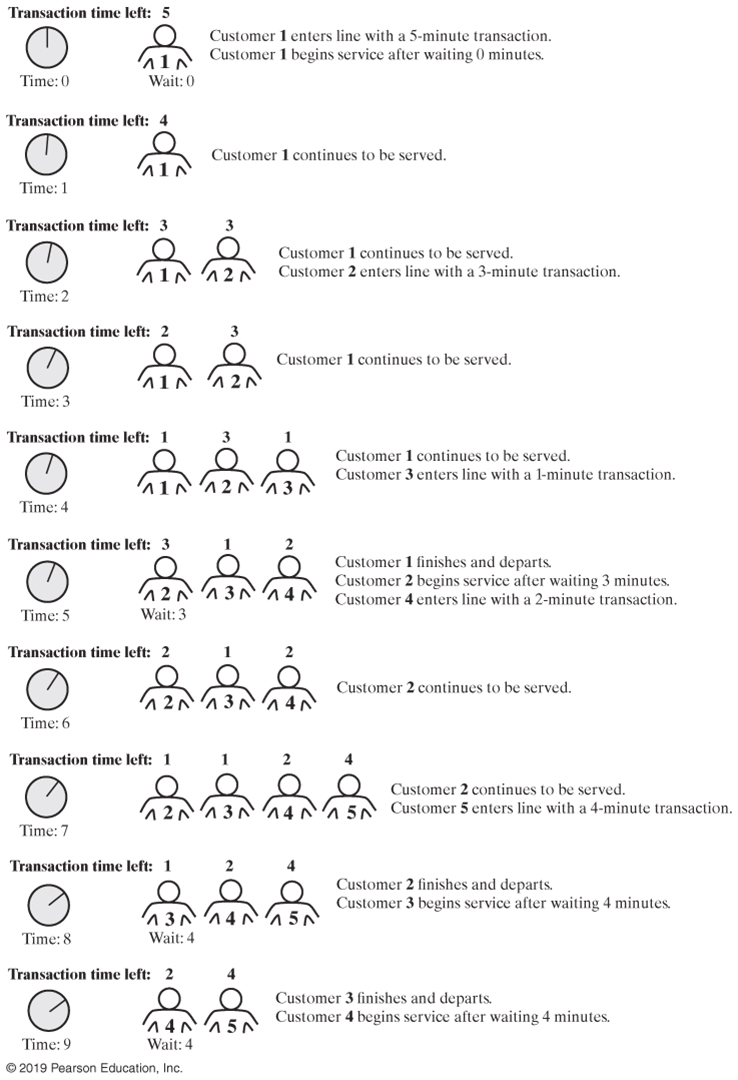 Transaction time left: 5
Customer 1 enters line with a 5-minute transaction.
Customer 1 begins service after waiting 0 minutes.
1
Time: 0
Wait: 0
Transaction time left: 4
Customer 1 continues to be served.
1
Time: 1
Transaction time left: 3 3
Customer 1 continues to be served.
Customer 2 enters line with a 3-minute transaction.
1 2
Time: 2
Transaction time left: 2 3
Customer 1 continues to be served.
1 2
Time: 3
Transaction time left: 1 3 1
Customer 1 continues to be served.
Customer 3 enters line with a 1-minute transaction.
1 2 3
Time: 4
Transaction time left: 3 1 2
Customer 1 finishes and departs.
Customer 2 begins service after waiting 3 minutes.
Customer 4 enters line with a 2-minute transaction.
2 3 4
Time: 5
Wait: 3
Transaction time left: 2 1 2
Customer 2 continues to be served.
2 3 4
Time: 6
Transaction time left: 1 1 2 4
Customer 2 continues to be served.
Customer 5 enters line with a 4-minute transaction.
2 3 4 5
Time: 7
Transaction time left: 1 2 4
Customer 2 finishes and departs.
Customer 3 begins service after waiting 4 minutes.
3 4 5
Time: 8
Wait: 4
Transaction time left: 2 4
Customer 3 finishes and departs.
Customer 4 begins service after waiting 4 minutes.
4 5
Time: 9
Wait: 4
© 2019 Pearson Education, Inc.